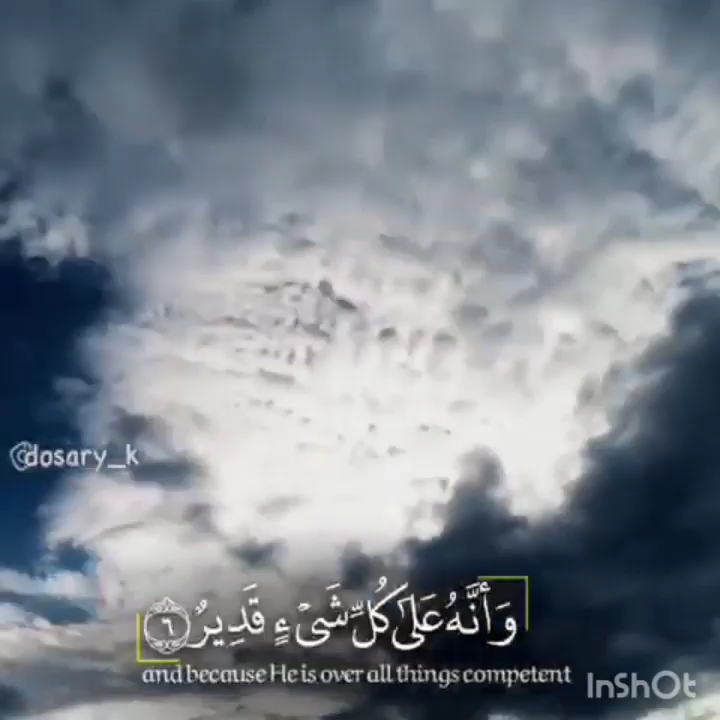 @dosary_k
وَأَنَّهُ عَلَىٰ كُلِّ شَىْءٍ قَدِيرٌ ٦
and because He is over all things competent
InShOt